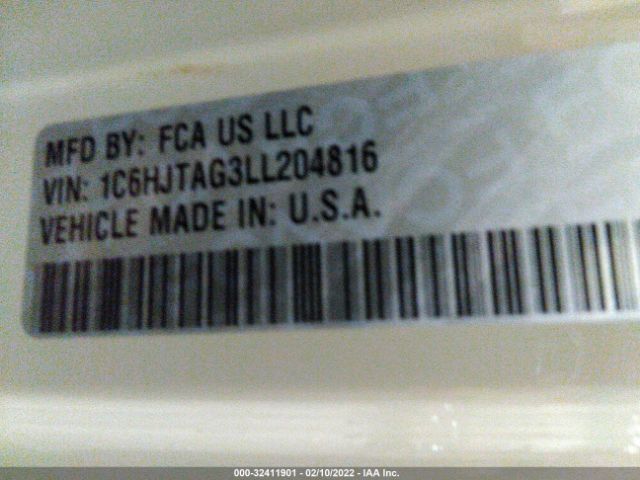 MFD BY: FCA US LLC
VIN: 1C6HJTAG3LL204816
VEHICLE MADE IN: U.S.A.
000-32411901 - 02/10/2022 - IAA Inc.